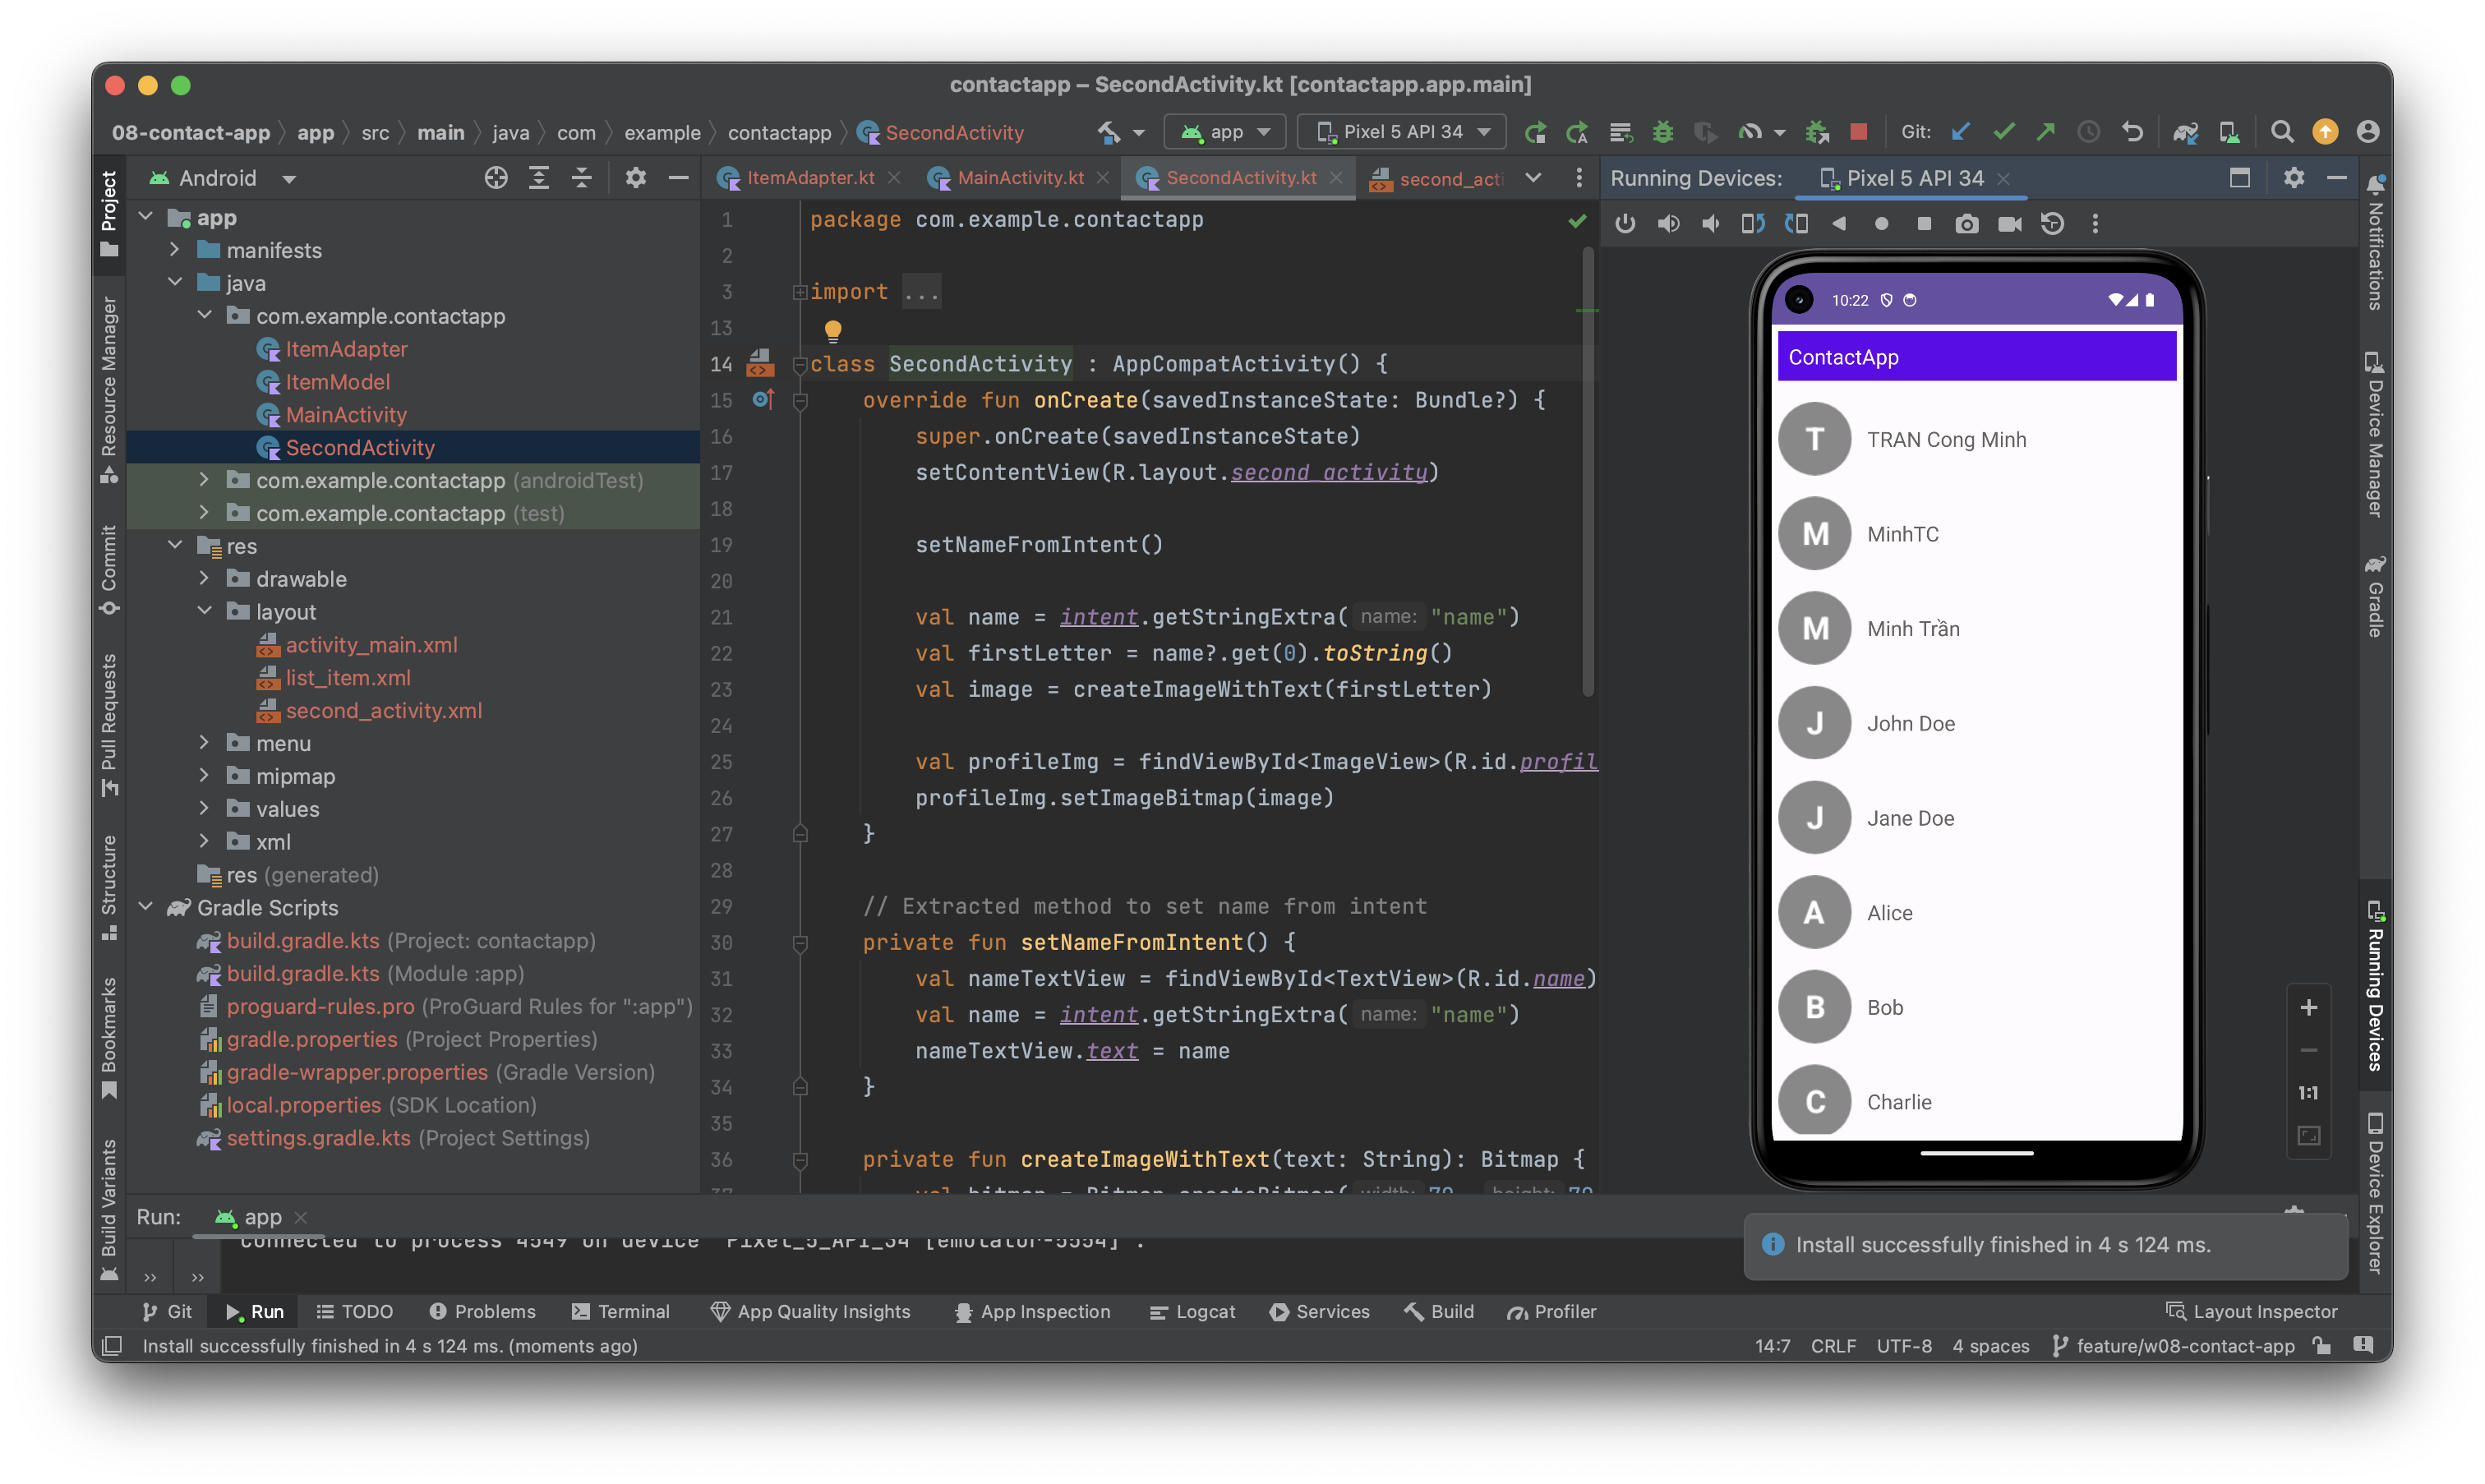 contactapp – SecondActivity.kt [contactapp.app.main]
08-contact-app app src main java com example contactapp SecondActivity
app
Pixel 5 API 34
Git:
Project
Resource Manager
Commit
Pull Requests
Structure
Bookmarks
Build Variants
Android
app
manifests
java
com.example.contactapp
ItemAdapter
ItemModel
MainActivity
SecondActivity
com.example.contactapp (androidTest)
com.example.contactapp (test)
res
drawable
layout
activity_main.xml
list_item.xml
second_activity.xml
menu
mipmap
values
xml
res (generated)
Gradle Scripts
build.gradle.kts (Project: contactapp)
build.gradle.kts (Module :app)
proguard-rules.pro (ProGuard Rules for ":app")
gradle.properties (Project Properties)
gradle-wrapper.properties (Gradle Version)
local.properties (SDK Location)
settings.gradle.kts (Project Settings)
ItemAdapter.kt MainActivity.kt SecondActivity.kt second_acti
1 package com.example.contactapp
2
3 import ...
13
14 class SecondActivity : AppCompatActivity() {
15 override fun onCreate(savedInstanceState: Bundle?) {
16 super.onCreate(savedInstanceState)
17 setContentView(R.layout.second_activity)
18
19 setNameFromIntent()
20
21 val name = intent.getStringExtra( name: "name")
22 val firstLetter = name?.get(0).toString()
23 val image = createImageWithText(firstLetter)
24
25 val profileImg = findViewById<ImageView>(R.id.profil
26 profileImg.setImageBitmap(image)
27 }
28
29 // Extracted method to set name from intent
30 private fun setNameFromIntent() {
31 val nameTextView = findViewById<TextView>(R.id.name)
32 val name = intent.getStringExtra( name: "name")
33 nameTextView.text = name
34 }
35
36 private fun createImageWithText(text: String): Bitmap {
37 val bitmap = Bitmap.createBitmap( width: 70, height: 70
Running Devices: Pixel 5 API 34
10:22
ContactApp
T TRAN Cong Minh
M MinhTC
M Minh Trần
J John Doe
J Jane Doe
A Alice
B Bob
C Charlie
1:1
Notifications
Device Manager
Gradle
Running Devices
Device Explorer
Run: app
Connected to process 4549 on device 'Pixel_5_API_34 [emulator-5554]'.
Install successfully finished in 4 s 124 ms.
Git Run TODO Problems Terminal App Quality Insights App Inspection Logcat Services Build Profiler Layout Inspector
Install successfully finished in 4 s 124 ms. (moments ago)
14:7 CRLF UTF-8 4 spaces feature/w08-contact-app